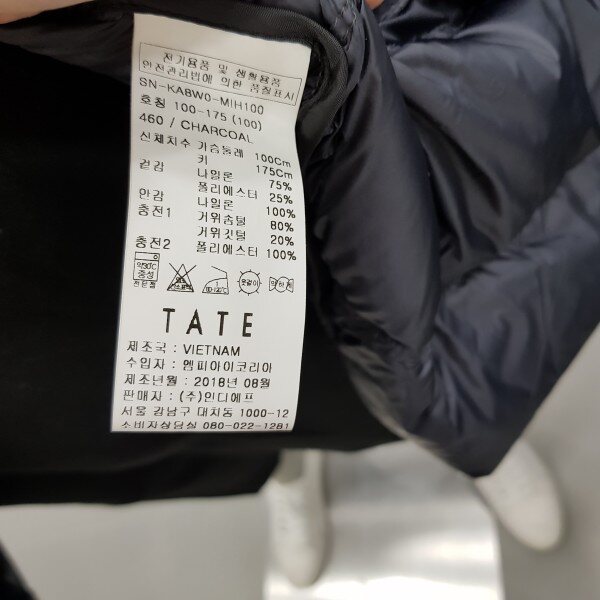 전기용품 및 생활용품
안전관리법에 의한 품질표시
SN-KA8W0-MIH100
호칭 100-175 (100)
460 / CHARCOAL
신체치수 가슴둘레 100Cm
키 175Cm
겉감 나일론 75%
폴리에스터 25%
안감 나일론 100%
충전1 거위솜털 80%
거위깃털 20%
충전2 폴리에스터 100%
약30℃
중성
TATE
제조국 : VIETNAM
수입자 : 엠피아이코리아
제조년월 : 2018년 08월
판매자 : (주)인디에프
서울 강남구 대치동 1000-12
소비자상담실 080-022-1281